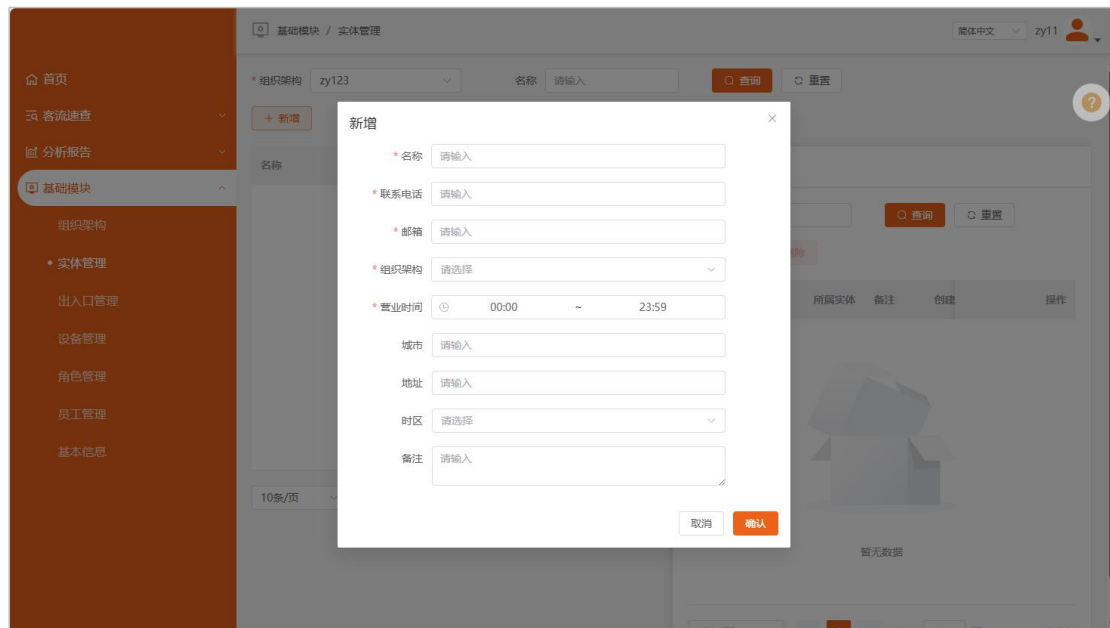 基础模块 / 实体管理
简体中文
zy11
首页
客流速查
分析报告
基础模块
组织架构
• 实体管理
出入口管理
设备管理
角色管理
员工管理
基本信息
* 组织架构 zy123 名称 请输入 查询 重置
+ 新增
?
名称
查询 重置
所属实体 备注 创建 操作
10条/页
暂无数据
新增
* 名称 请输入
* 联系电话 请输入
* 邮箱 请输入
* 组织架构 请选择
* 营业时间 00:00 ~ 23:59
城市 请输入
地址 请输入
时区 请选择
备注 请输入
取消 确认